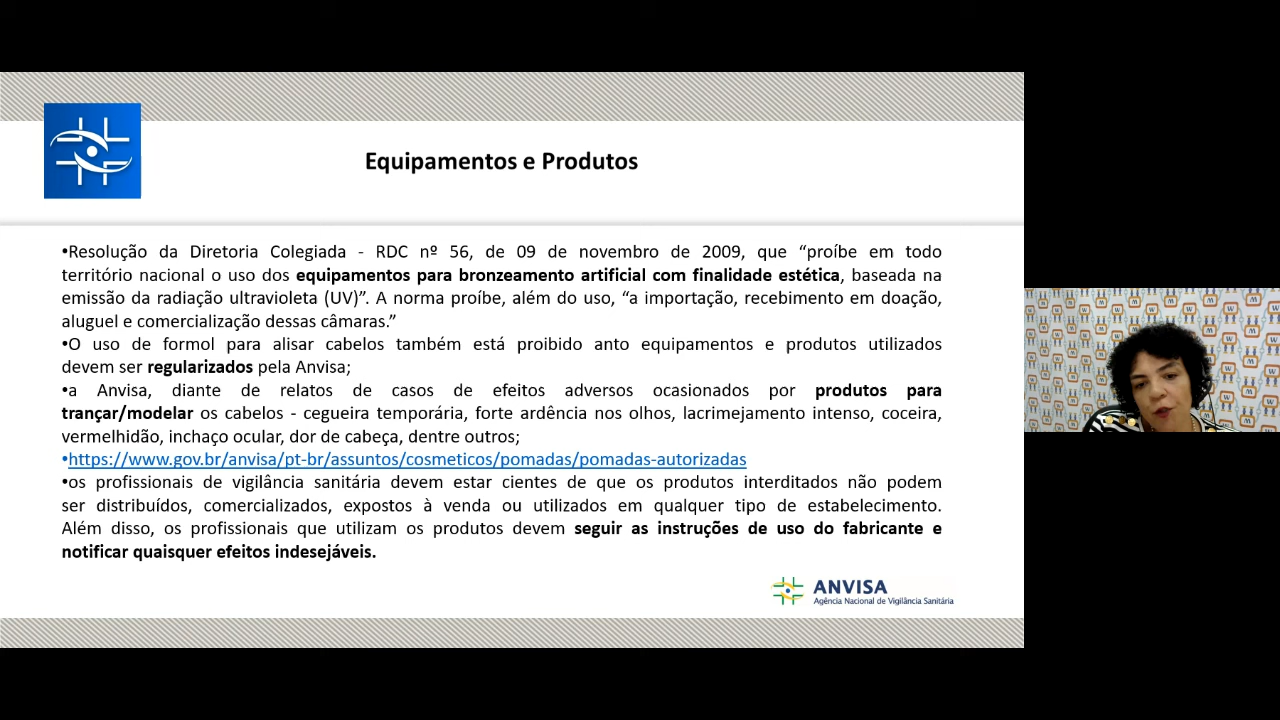 Equipamentos e Produtos
•Resolução da Diretoria Colegiada - RDC nº 56, de 09 de novembro de 2009, que “proíbe em todo
território nacional o uso dos equipamentos para bronzeamento artificial com finalidade estética, baseada na
emissão da radiação ultravioleta (UV)”. A norma proíbe, além do uso, “a importação, recebimento em doação,
aluguel e comercialização dessas câmaras.”
•O uso de formol para alisar cabelos também está proibido anto equipamentos e produtos utilizados
devem ser regularizados pela Anvisa;
•a Anvisa, diante de relatos de casos de efeitos adversos ocasionados por produtos para
trançar/modelar os cabelos - cegueira temporária, forte ardência nos olhos, lacrimejamento intenso, coceira,
vermelhidão, inchaço ocular, dor de cabeça, dentre outros;
•https://www.gov.br/anvisa/pt-br/assuntos/cosmeticos/pomadas/pomadas-autorizadas
•os profissionais de vigilância sanitária devem estar cientes de que os produtos interditados não podem
ser distribuídos, comercializados, expostos à venda ou utilizados em qualquer tipo de estabelecimento.
Além disso, os profissionais que utilizam os produtos devem seguir as instruções de uso do fabricante e
notificar quaisquer efeitos indesejáveis.
ANVISA
Agência Nacional de Vigilância Sanitária